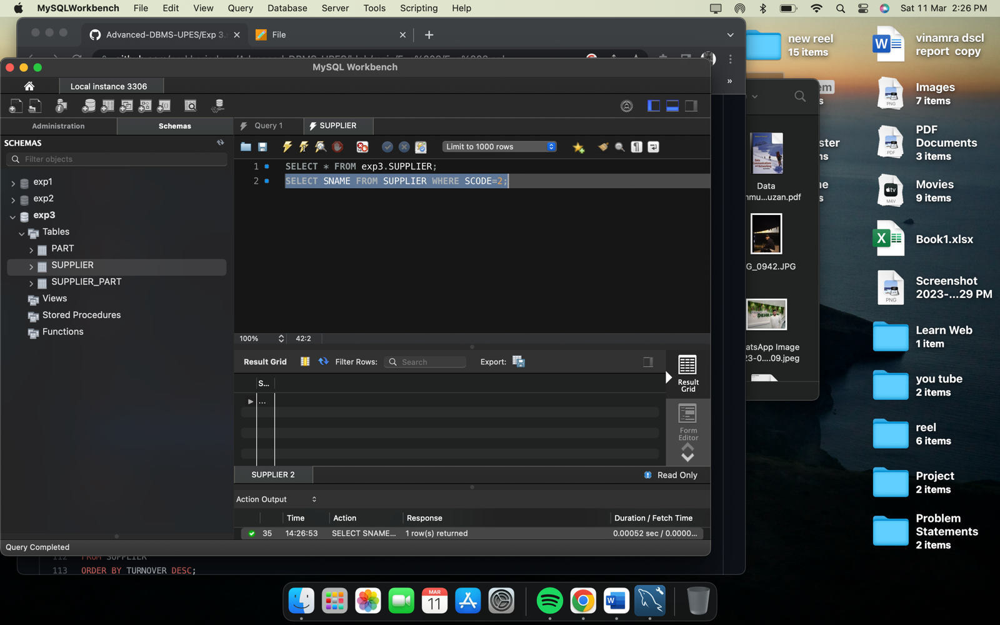 MySQLWorkbench File Edit View Query Database Server Tools Scripting Help Sat 11 Mar 2:26 PM
Advanced-DBMS-UPES/Exp 3. File
MySQL Workbench
Local instance 3306
Administration Schemas
Query 1 SUPPLIER
SCHEMAS
Filter objects
Limit to 1000 rows
exp1
exp2
exp3
Tables
PART
SUPPLIER
SUPPLIER_PART
Views
Stored Procedures
Functions
1 SELECT * FROM exp3.SUPPLIER;
2 SELECT SNAME FROM SUPPLIER WHERE SCODE=2;
100% 42:2
Result Grid Filter Rows: Search Export:
S...
...
Result
Grid
Form
Editor
SUPPLIER 2 Read Only
Action Output
Time Action Response Duration / Fetch Time
35 14:26:53 SELECT SNAME... 1 row(s) returned 0.00052 sec / 0.0000...
Query Completed
112 FROM SUPPLIER
113 ORDER BY TURNOVER DESC;
new reel
15 items
em
s
ster
ns
ne
s
Data
nmu...uzan.pdf
G_0942.JPG
DEHRA
atsApp Image
23-0....09.jpeg
vinamra dscl
report copy
Images
7 items
PNG
PDF
Documents
3 items
PDF
Movies
9 items
tv
M4V
Book1.xlsx
Screenshot
2023-...29 PM
PNG
Learn Web
1 item
you tube
2 items
reel
6 items
Project
2 items
Problem
Statements
2 items
MAR
11